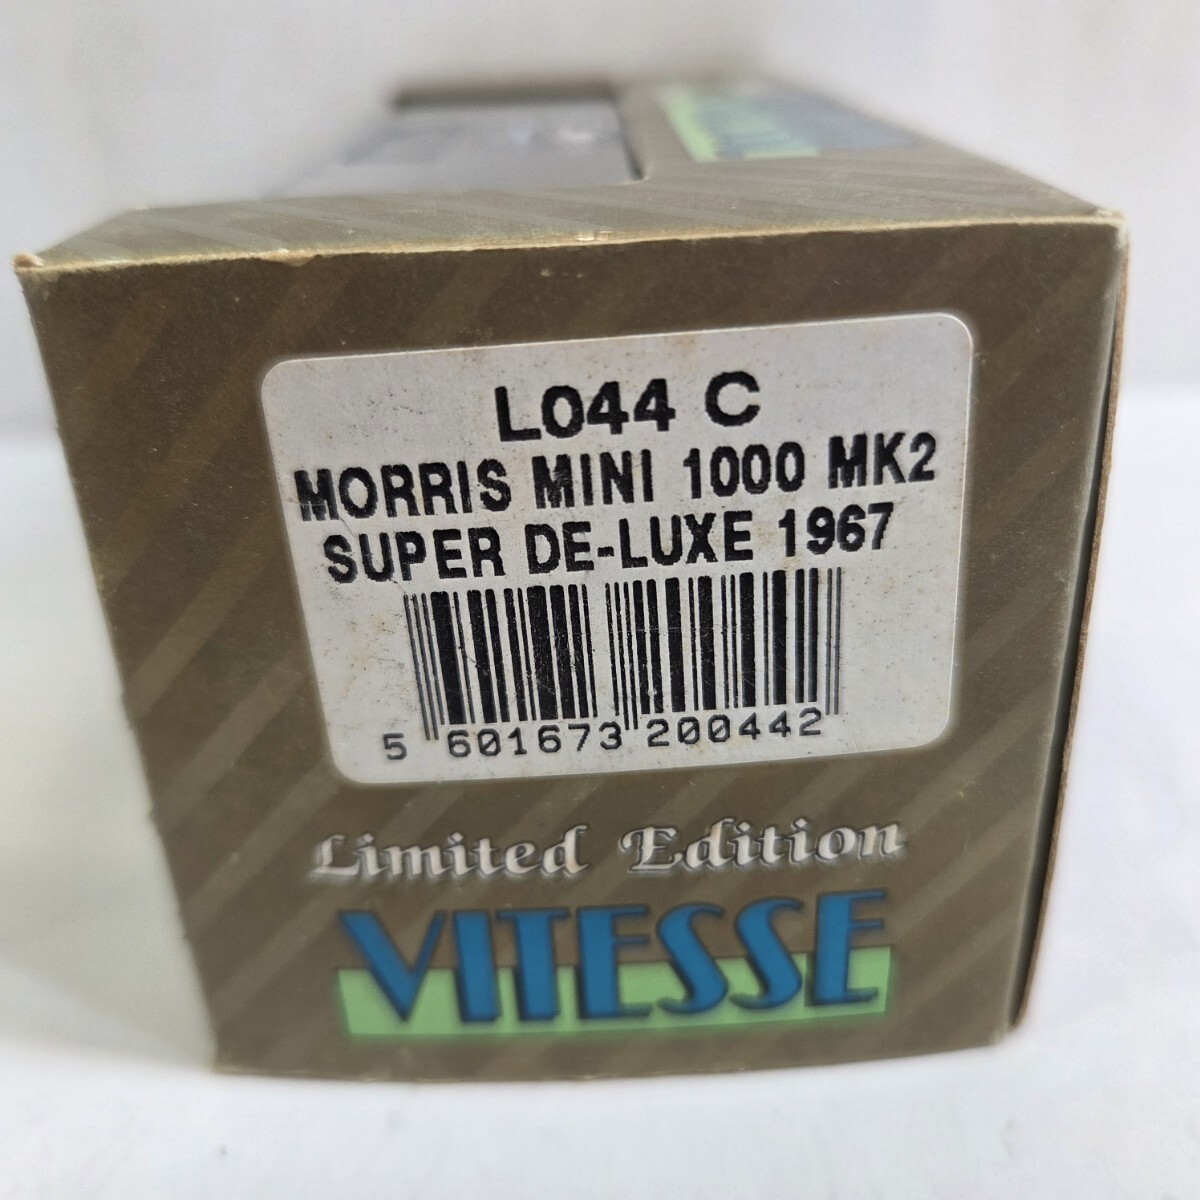 L044 C
MORRIS MINI 1000 MK2
SUPER DE-LUXE 1967
5 601673 200442
Limited Edition
VITESSE